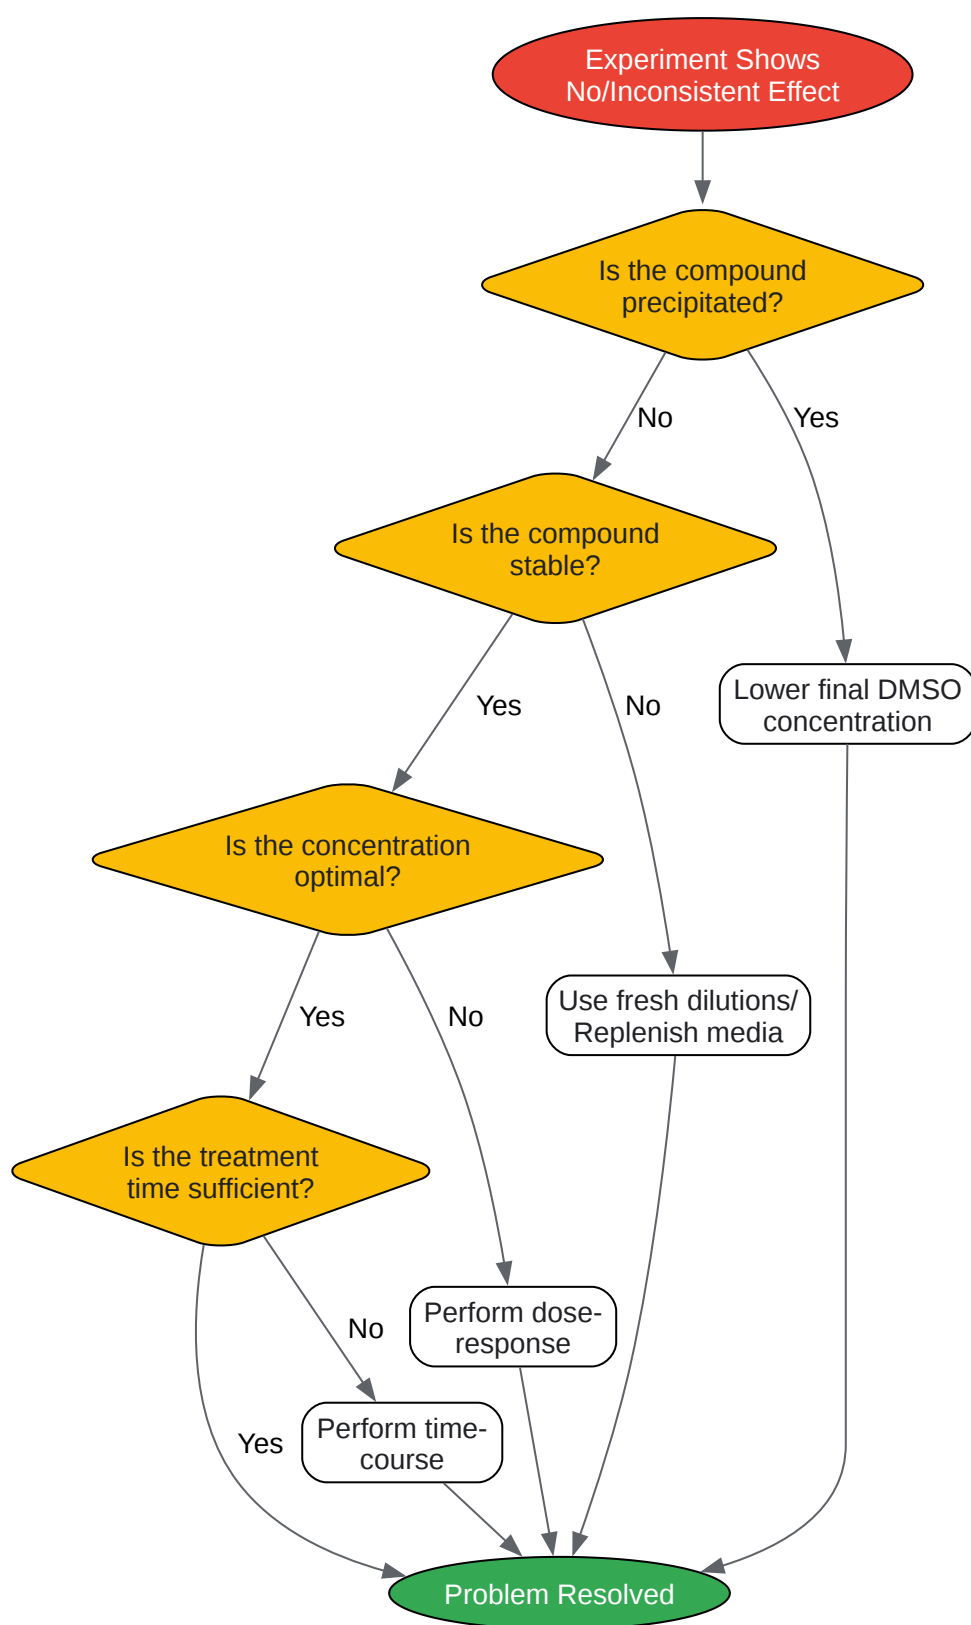 Experiment Shows
No/Inconsistent Effect
Is the compound
precipitated?
No
Yes
Is the compound
stable?
Yes
No
Lower final DMSO
concentration
Is the concentration
optimal?
Yes
No
Use fresh dilutions/
Replenish media
Is the treatment
time sufficient?
No
Perform dose-
response
Yes
Perform time-
course
Problem Resolved